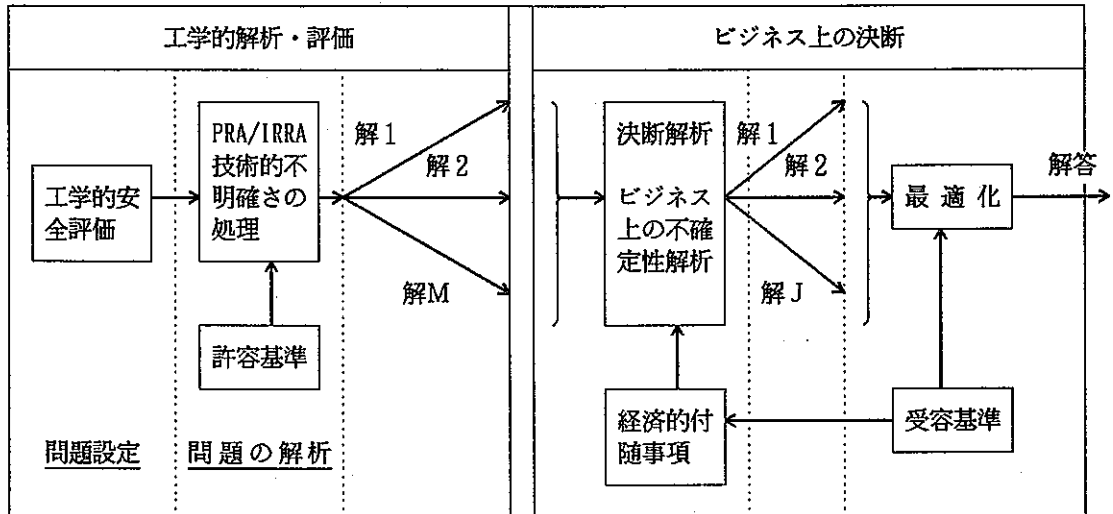 工学的解析・評価
ビジネス上の決断
工学的安
全評価
PRA/IRRA
技術的不
明確さの
処理
許容基準
解1
解2
解M
問題設定
問題の解析
決断解析
ビジネス
上の不確
定性解析
経済的付
随事項
解1
解2
解J
最適化
受容基準
解答